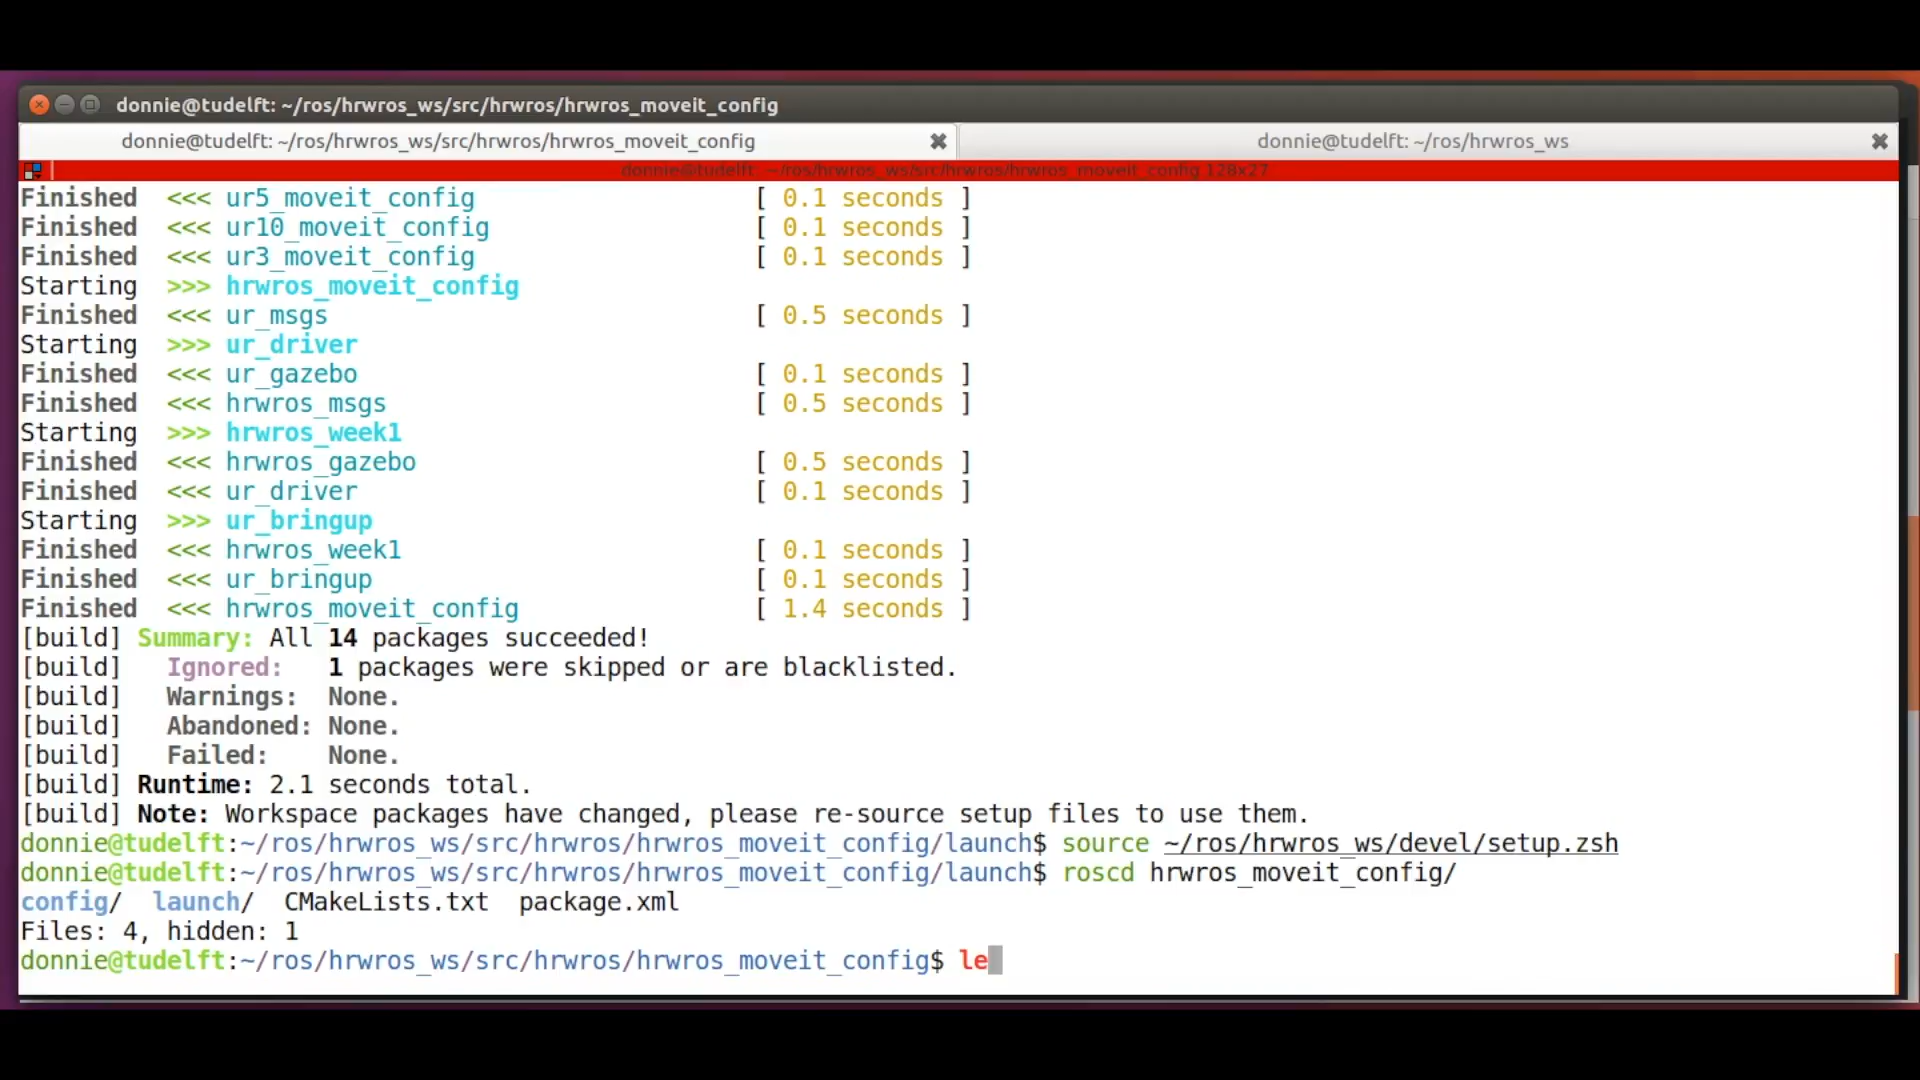 donnie@tudelft: ~/ros/hrwros_ws/src/hrwros/hrwros_moveit_config
donnie@tudelft: ~/ros/hrwros_ws/src/hrwros/hrwros_moveit_config donnie@tudelft: ~/ros/hrwros_ws
donnie@tudelft: ~/ros/hrwros_ws/src/hrwros/hrwros_moveit_config 128x27
Finished <<< ur5_moveit_config [ 0.1 seconds ]
Finished <<< ur10_moveit_config [ 0.1 seconds ]
Finished <<< ur3_moveit_config [ 0.1 seconds ]
Starting >>> hrwros_moveit_config
Finished <<< ur_msgs [ 0.5 seconds ]
Starting >>> ur_driver
Finished <<< ur_gazebo [ 0.1 seconds ]
Finished <<< hrwros_msgs [ 0.5 seconds ]
Starting >>> hrwros_week1
Finished <<< hrwros_gazebo [ 0.5 seconds ]
Finished <<< ur_driver [ 0.1 seconds ]
Starting >>> ur_bringup
Finished <<< hrwros_week1 [ 0.1 seconds ]
Finished <<< ur_bringup [ 0.1 seconds ]
Finished <<< hrwros_moveit_config [ 1.4 seconds ]
[build] Summary: All 14 packages succeeded!
[build] Ignored: 1 packages were skipped or are blacklisted.
[build] Warnings: None.
[build] Abandoned: None.
[build] Failed: None.
[build] Runtime: 2.1 seconds total.
[build] Note: Workspace packages have changed, please re-source setup files to use them.
donnie@tudelft:~/ros/hrwros_ws/src/hrwros/hrwros_moveit_config/launch$ source ~/ros/hrwros_ws/devel/setup.zsh
donnie@tudelft:~/ros/hrwros_ws/src/hrwros/hrwros_moveit_config/launch$ roscd hrwros_moveit_config/
config/ launch/ CMakeLists.txt package.xml
Files: 4, hidden: 1
donnie@tudelft:~/ros/hrwros_ws/src/hrwros/hrwros_moveit_config$ le